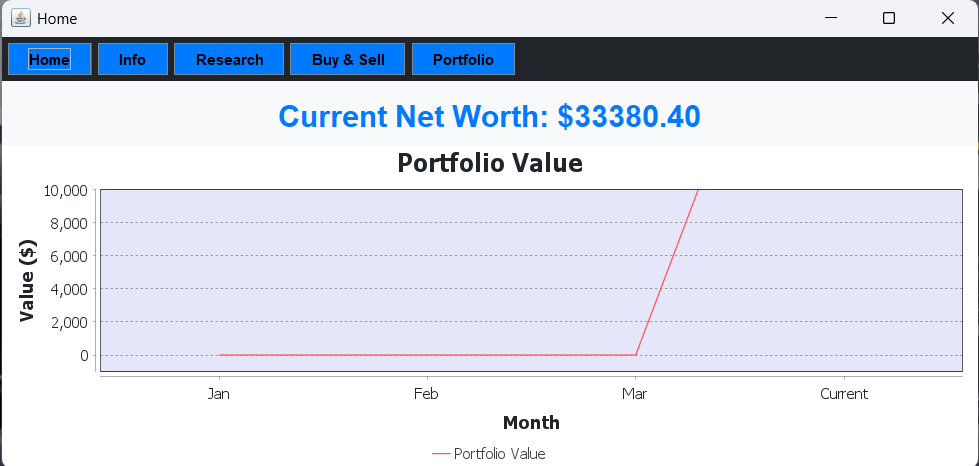 Home
Home Info Research Buy & Sell Portfolio
Current Net Worth: $33380.40
Portfolio Value
Value ($)
10,000
8,000
6,000
4,000
2,000
0
Jan Feb Mar Current
Month
Portfolio Value